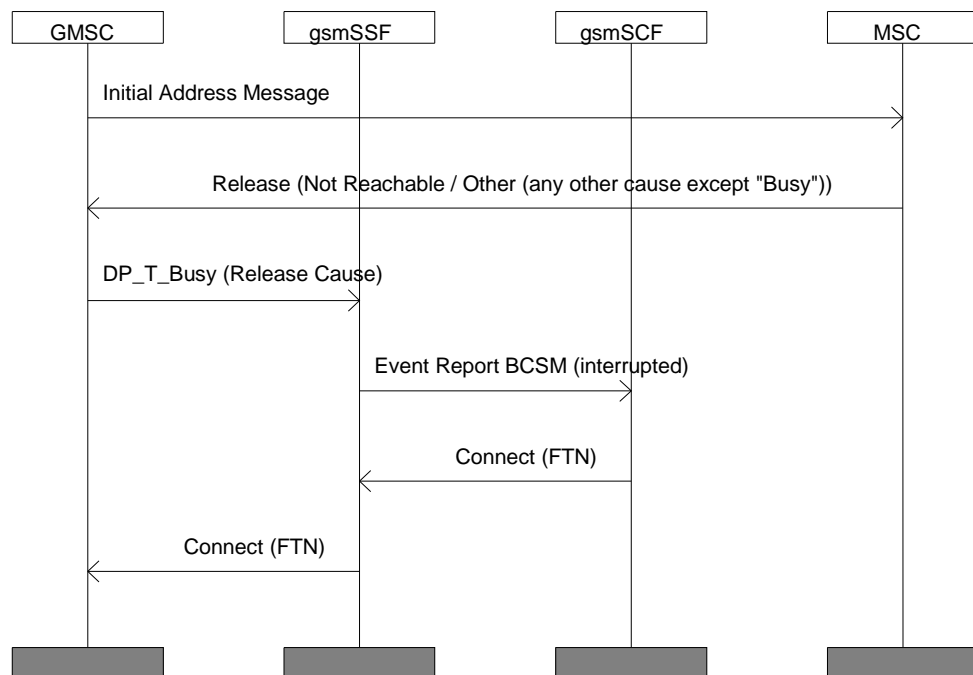 GMSC
gsmSSF
gsmSCF
MSC
Initial Address Message
Release (Not Reachable / Other (any other cause except "Busy"))
DP_T_Busy (Release Cause)
Event Report BCSM (interrupted)
Connect (FTN)
Connect (FTN)